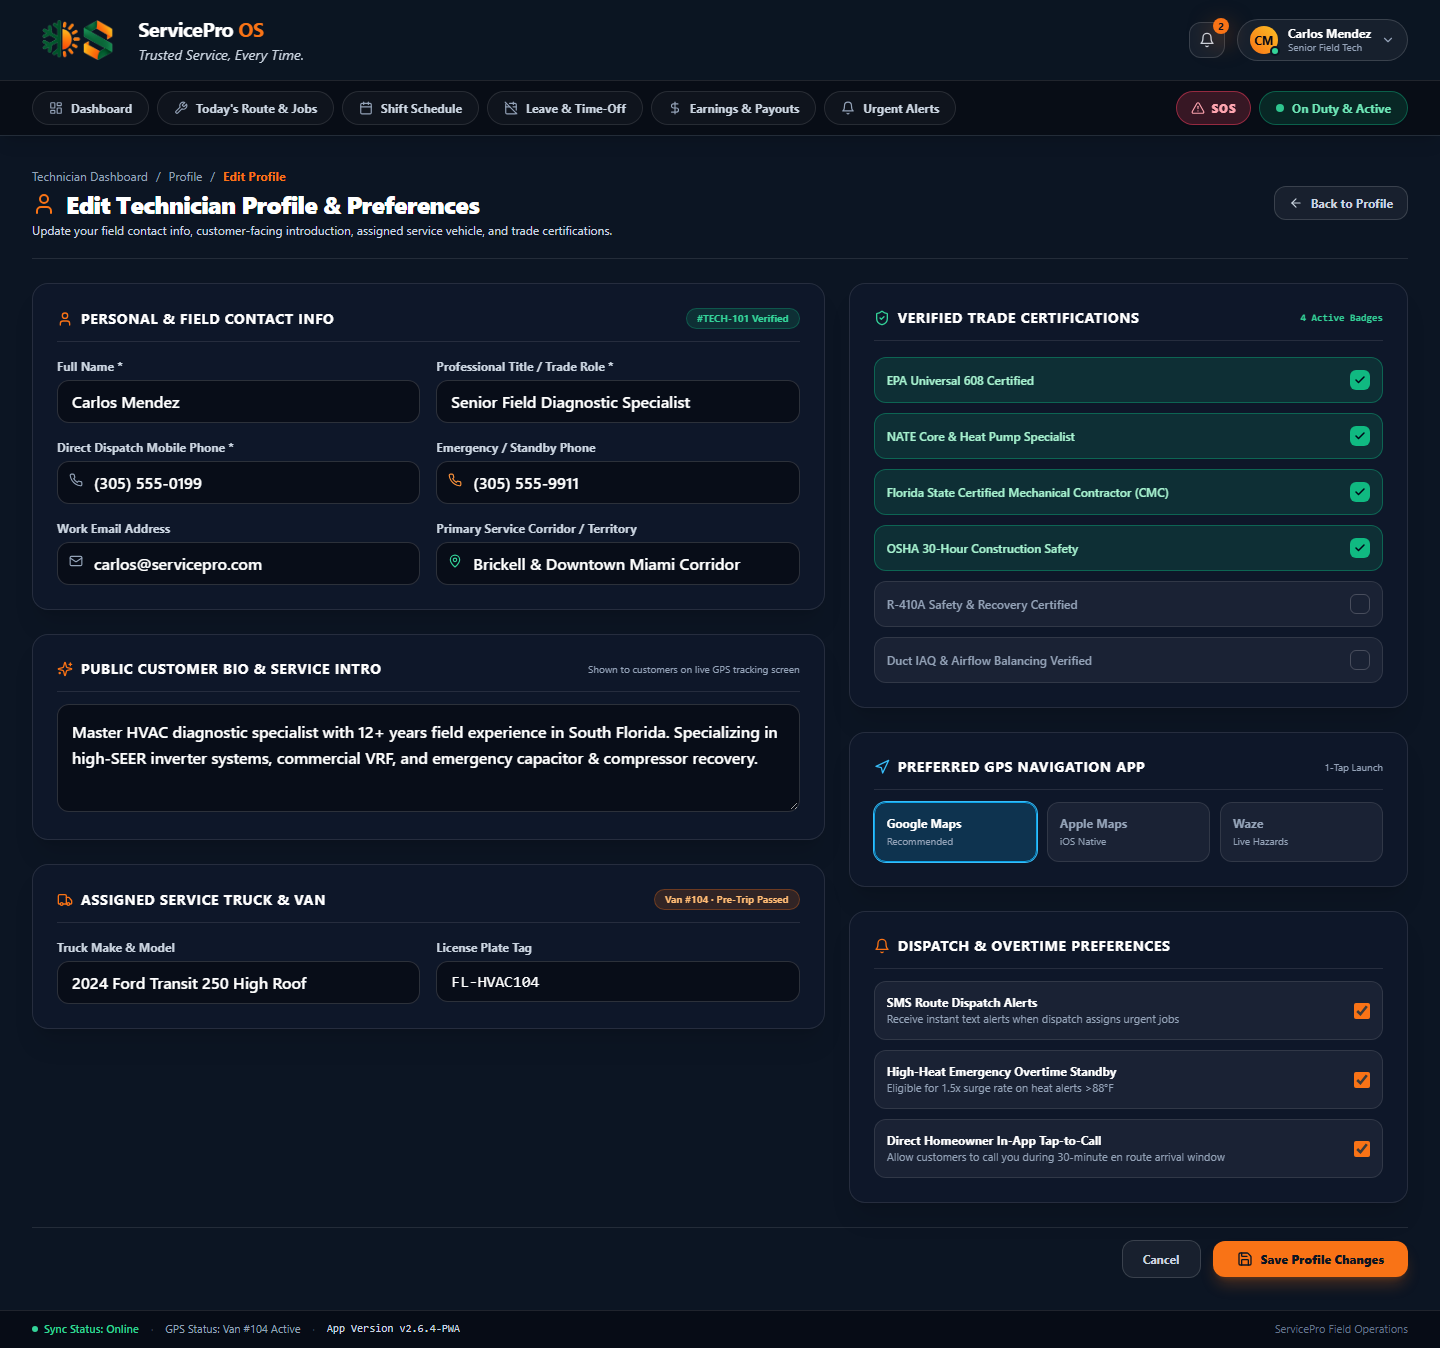 ServicePro OS
Trusted Service, Every Time.
2
CM
Carlos Mendez
Senior Field Tech
Dashboard
Today's Route & Jobs
Shift Schedule
Leave & Time-Off
Earnings & Payouts
Urgent Alerts
SOS
On Duty & Active
Technician Dashboard / Profile / Edit Profile
Edit Technician Profile & Preferences
Update your field contact info, customer-facing introduction, assigned service vehicle, and trade certifications.
Back to Profile
PERSONAL & FIELD CONTACT INFO
#TECH-101 Verified
Full Name *
Carlos Mendez
Professional Title / Trade Role *
Senior Field Diagnostic Specialist
Direct Dispatch Mobile Phone *
(305) 555-0199
Emergency / Standby Phone
(305) 555-9911
Work Email Address
carlos@servicepro.com
Primary Service Corridor / Territory
Brickell & Downtown Miami Corridor
PUBLIC CUSTOMER BIO & SERVICE INTRO
Shown to customers on live GPS tracking screen
Master HVAC diagnostic specialist with 12+ years field experience in South Florida. Specializing in
high-SEER inverter systems, commercial VRF, and emergency capacitor & compressor recovery.
ASSIGNED SERVICE TRUCK & VAN
Van #104 • Pre-Trip Passed
Truck Make & Model
2024 Ford Transit 250 High Roof
License Plate Tag
FL-HVAC104
VERIFIED TRADE CERTIFICATIONS
4 Active Badges
EPA Universal 608 Certified
NATE Core & Heat Pump Specialist
Florida State Certified Mechanical Contractor (CMC)
OSHA 30-Hour Construction Safety
R-410A Safety & Recovery Certified
Duct IAQ & Airflow Balancing Verified
PREFERRED GPS NAVIGATION APP
1-Tap Launch
Google Maps
Recommended
Apple Maps
iOS Native
Waze
Live Hazards
DISPATCH & OVERTIME PREFERENCES
SMS Route Dispatch Alerts
Receive instant text alerts when dispatch assigns urgent jobs
High-Heat Emergency Overtime Standby
Eligible for 1.5x surge rate on heat alerts >88°F
Direct Homeowner In-App Tap-to-Call
Allow customers to call you during 30-minute en route arrival window
Cancel
Save Profile Changes
Sync Status: Online · GPS Status: Van #104 Active · App Version v2.6.4-PWA
ServicePro Field Operations